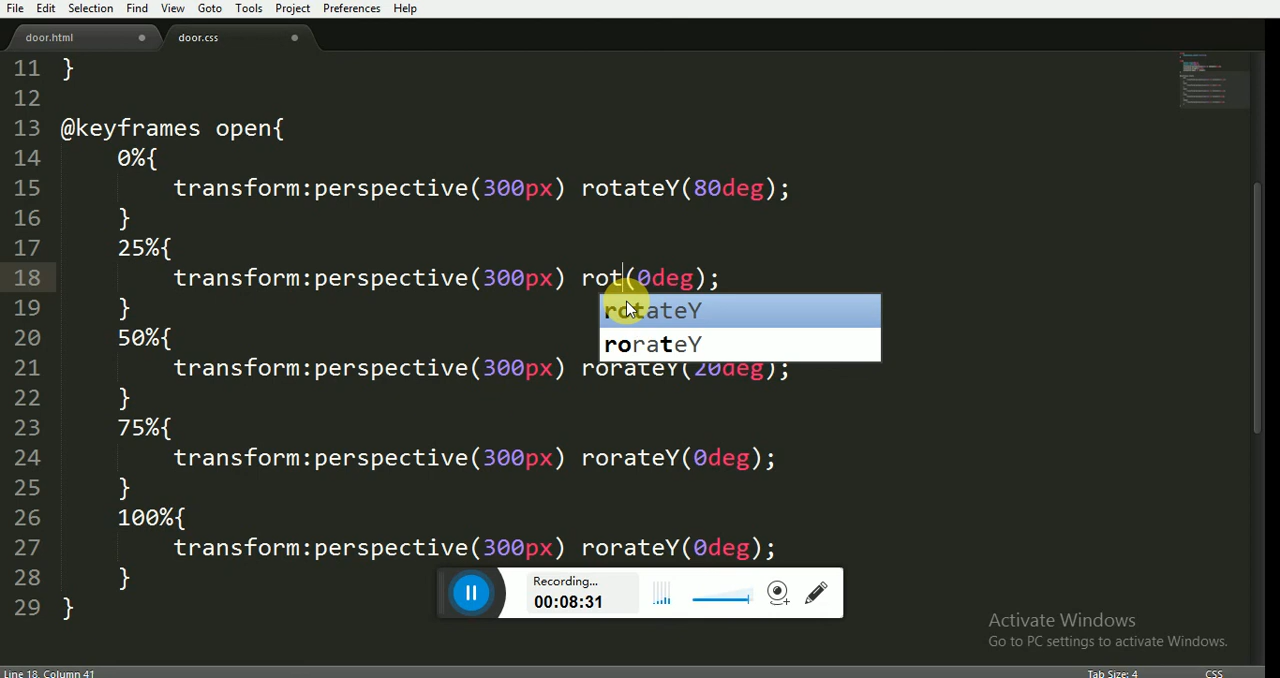 File Edit Selection Find View Goto Tools Project Preferences Help
door.html door.css
11 }
12
13 @keyframes open{
14 0%{
15 transform:perspective(300px) rotateY(80deg);
16 }
17 25%{
18 transform:perspective(300px) rot(0deg);
rotateY
19 }
rorateY
20 50%{
21 transform:perspective(300px) rorateY(20deg);
22 }
23 75%{
24 transform:perspective(300px) rorateY(0deg);
25 }
26 100%{
27 transform:perspective(300px) rorateY(0deg);
28 }
29 }
Recording...
00:08:31
Activate Windows
Go to PC settings to activate Windows.
Line 18, Column 41 Tab Size: 4 CSS